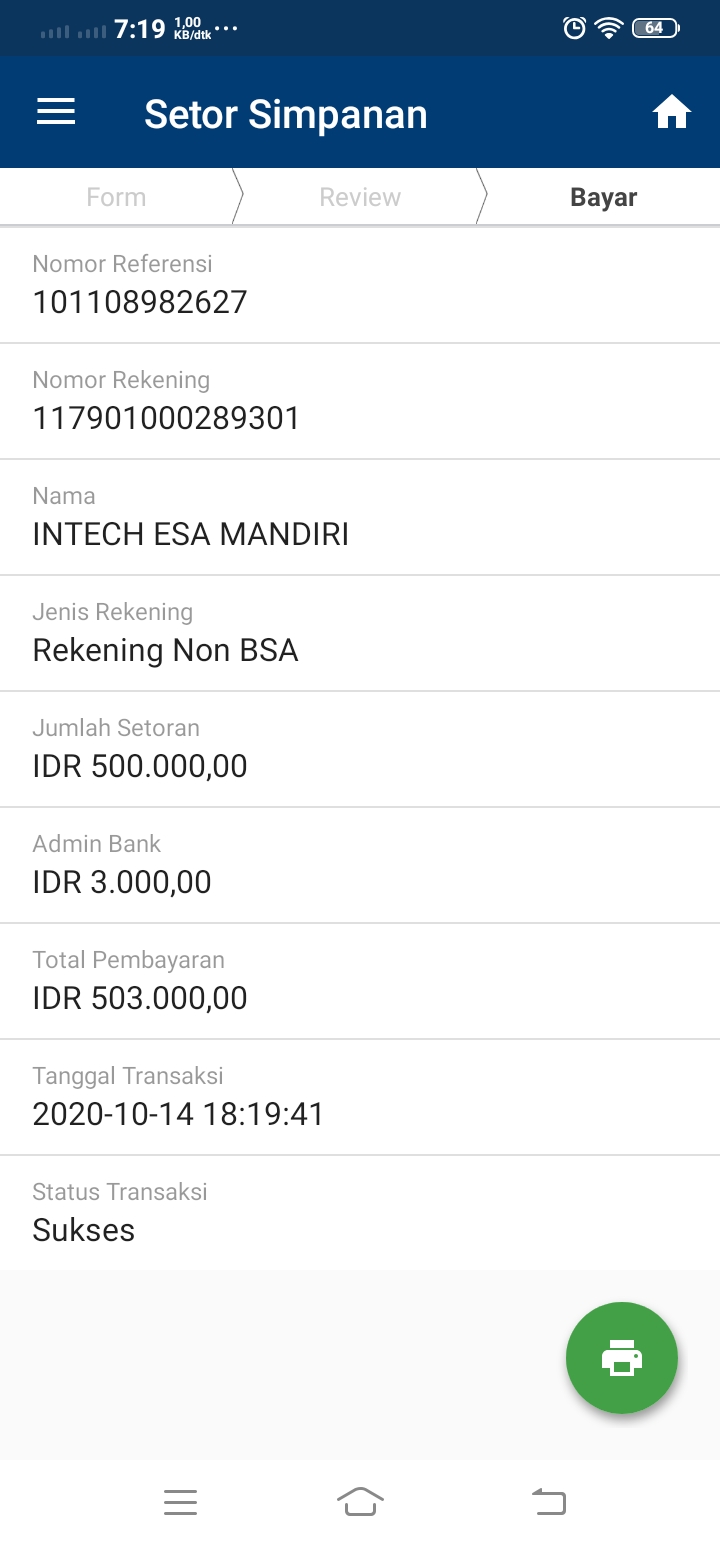 7:19 1,00 KB/dtk ... 64
Setor Simpanan
Form Review Bayar
Nomor Referensi
101108982627
Nomor Rekening
117901000289301
Nama
INTECH ESA MANDIRI
Jenis Rekening
Rekening Non BSA
Jumlah Setoran
IDR 500.000,00
Admin Bank
IDR 3.000,00
Total Pembayaran
IDR 503.000,00
Tanggal Transaksi
2020-10-14 18:19:41
Status Transaksi
Sukses